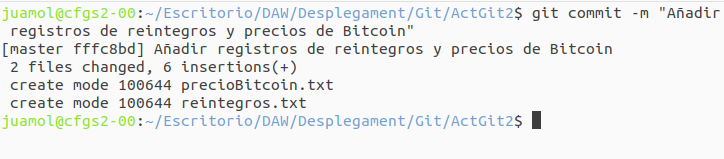 juamol@cfgs2-00:~/Escritorio/DAW/Desplegament/Git/ActGit2$ git commit -m "Añadir
 registros de reintegros y precios de Bitcoin"
[master fffc8bd] Añadir registros de reintegros y precios de Bitcoin
 2 files changed, 6 insertions(+)
 create mode 100644 precioBitcoin.txt
 create mode 100644 reintegros.txt
juamol@cfgs2-00:~/Escritorio/DAW/Desplegament/Git/ActGit2$